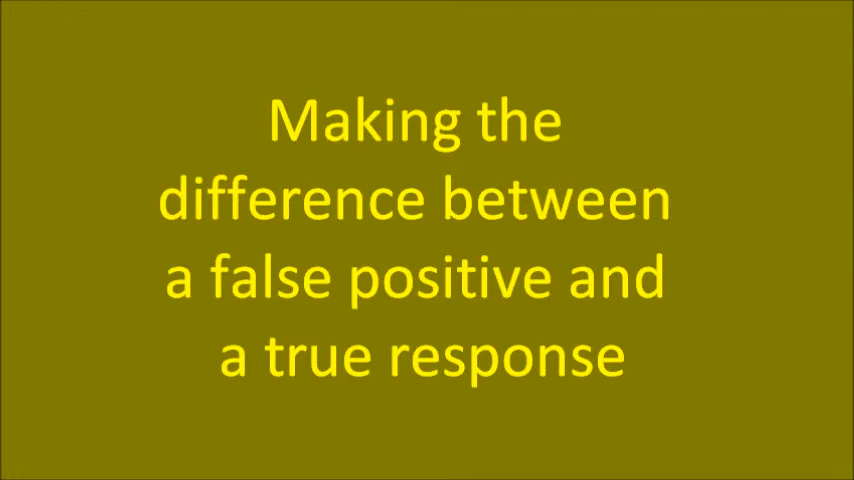 Making the
difference between
a false positive and
a true response